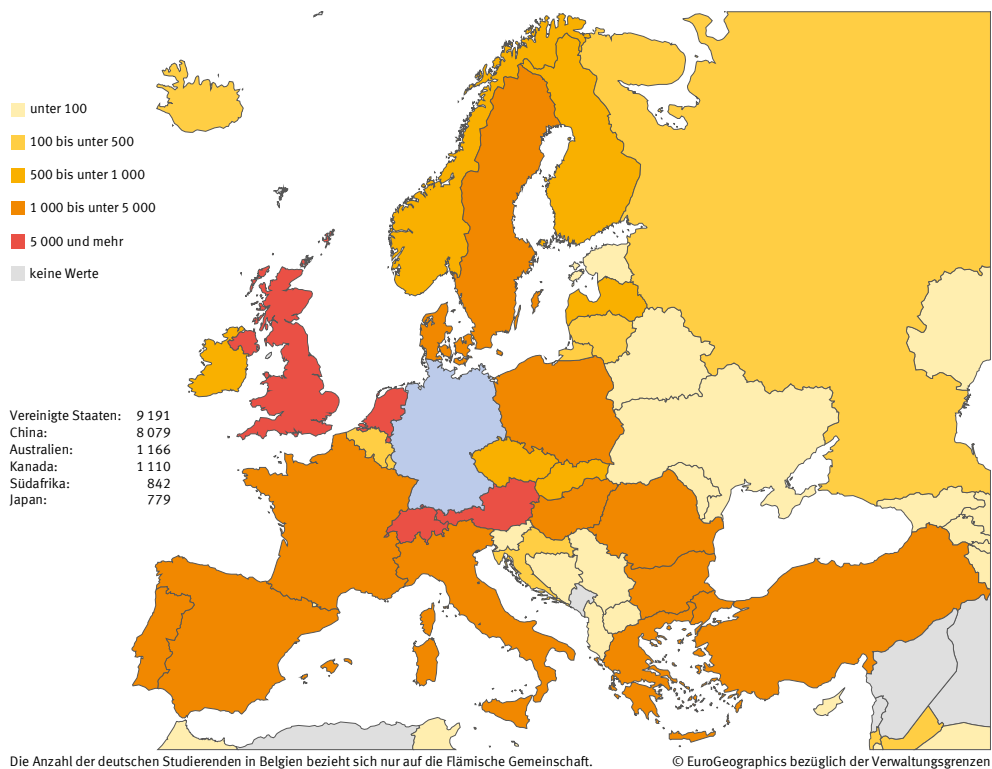 unter 100
100 bis unter 500
500 bis unter 1 000
1 000 bis unter 5 000
5 000 und mehr
keine Werte
Vereinigte Staaten: 9 191
China: 8 079
Australien: 1 166
Kanada: 1 110
Südafrika: 842
Japan: 779
Die Anzahl der deutschen Studierenden in Belgien bezieht sich nur auf die Flämische Gemeinschaft.
© EuroGeographics bezüglich der Verwaltungsgrenzen